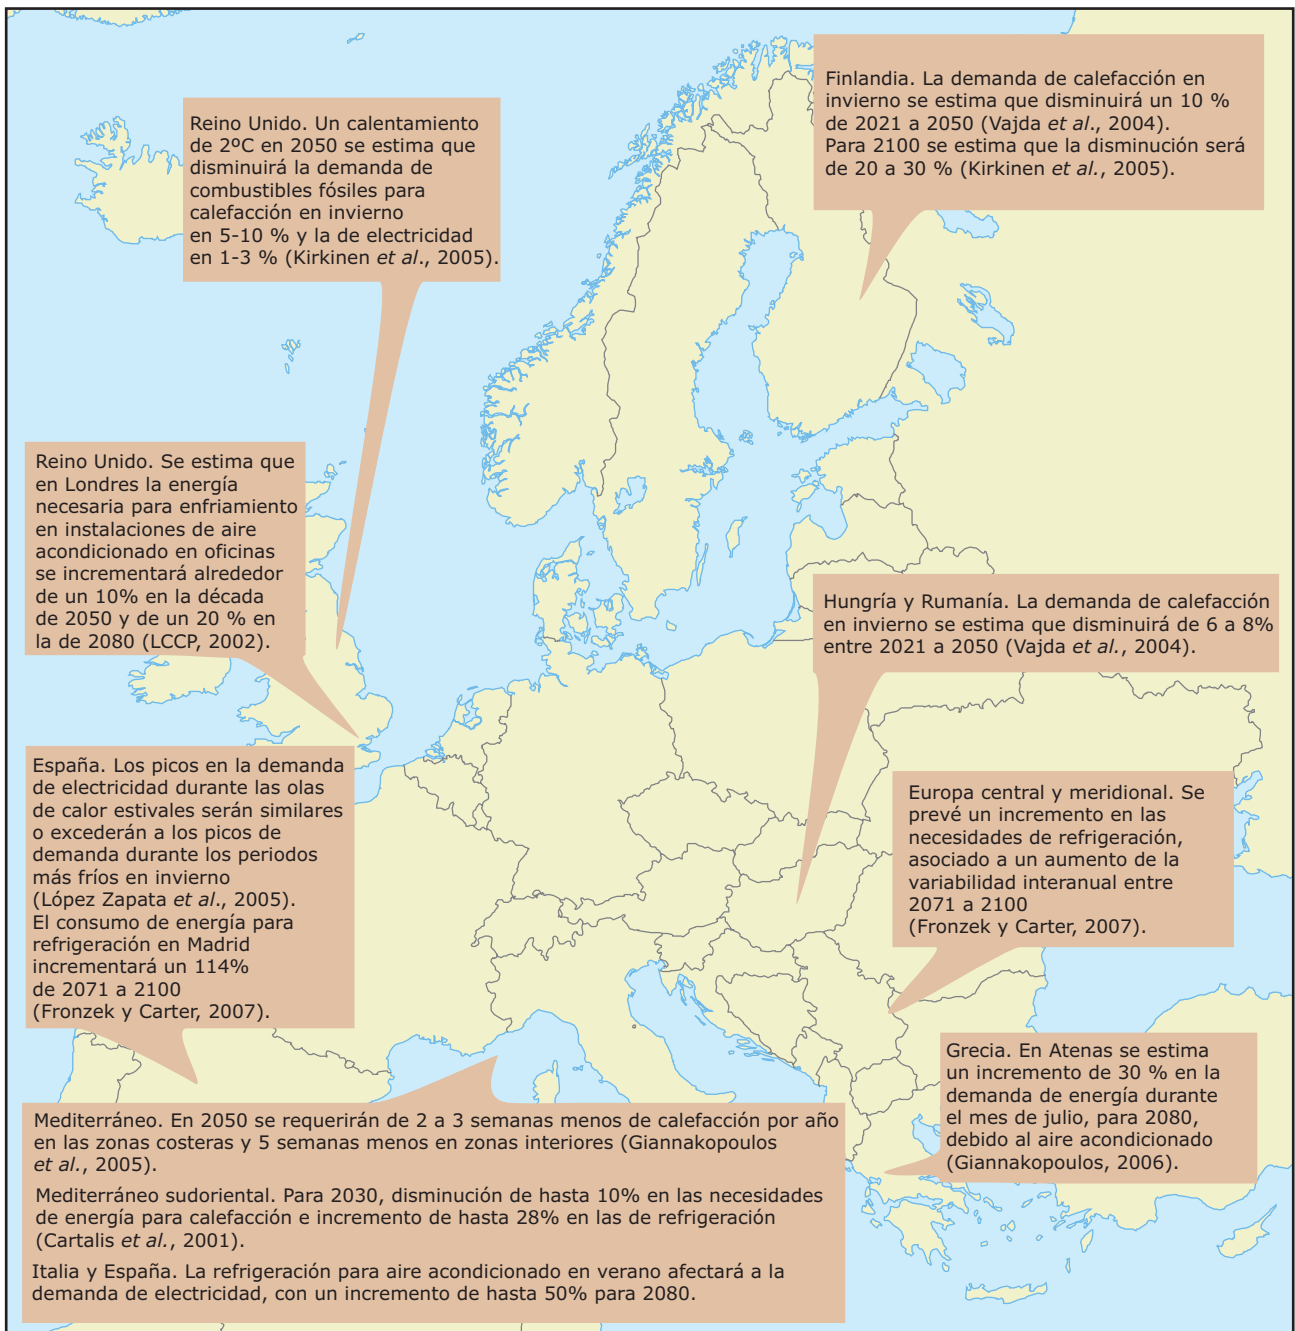 Finlandia. La demanda de calefacción en
invierno se estima que disminuirá un 10 %
de 2021 a 2050 (Vajda et al., 2004).
Para 2100 se estima que la disminución será
de 20 a 30 % (Kirkinen et al., 2005).
Reino Unido. Un calentamiento
de 2ºC en 2050 se estima que
disminuirá la demanda de
combustibles fósiles para
calefacción en invierno
en 5-10 % y la de electricidad
en 1-3 % (Kirkinen et al., 2005).
Reino Unido. Se estima que
en Londres la energía
necesaria para enfriamiento
en instalaciones de aire
acondicionado en oficinas
se incrementará alrededor
de un 10% en la década
de 2050 y de un 20 % en
la de 2080 (LCCP, 2002).
Hungría y Rumanía. La demanda de calefacción
en invierno se estima que disminuirá de 6 a 8%
entre 2021 a 2050 (Vajda et al., 2004).
España. Los picos en la demanda
de electricidad durante las olas
de calor estivales serán similares
o excederán a los picos de
demanda durante los periodos
más fríos en invierno
(López Zapata et al., 2005).
El consumo de energía para
refrigeración en Madrid
incrementará un 114%
de 2071 a 2100
(Fronzek y Carter, 2007).
Europa central y meridional. Se
prevé un incremento en las
necesidades de refrigeración,
asociado a un aumento de la
variabilidad interanual entre
2071 a 2100
(Fronzek y Carter, 2007).
Grecia. En Atenas se estima
un incremento de 30 % en la
demanda de energía durante
el mes de julio, para 2080,
debido al aire acondicionado
(Giannakopoulos, 2006).
Mediterráneo. En 2050 se requerirán de 2 a 3 semanas menos de calefacción por año
en las zonas costeras y 5 semanas menos en zonas interiores (Giannakopoulos
et al., 2005).
Mediterráneo sudoriental. Para 2030, disminución de hasta 10% en las necesidades
de energía para calefacción e incremento de hasta 28% en las de refrigeración
(Cartalis et al., 2001).
Italia y España. La refrigeración para aire acondicionado en verano afectará a la
demanda de electricidad, con un incremento de hasta 50% para 2080.